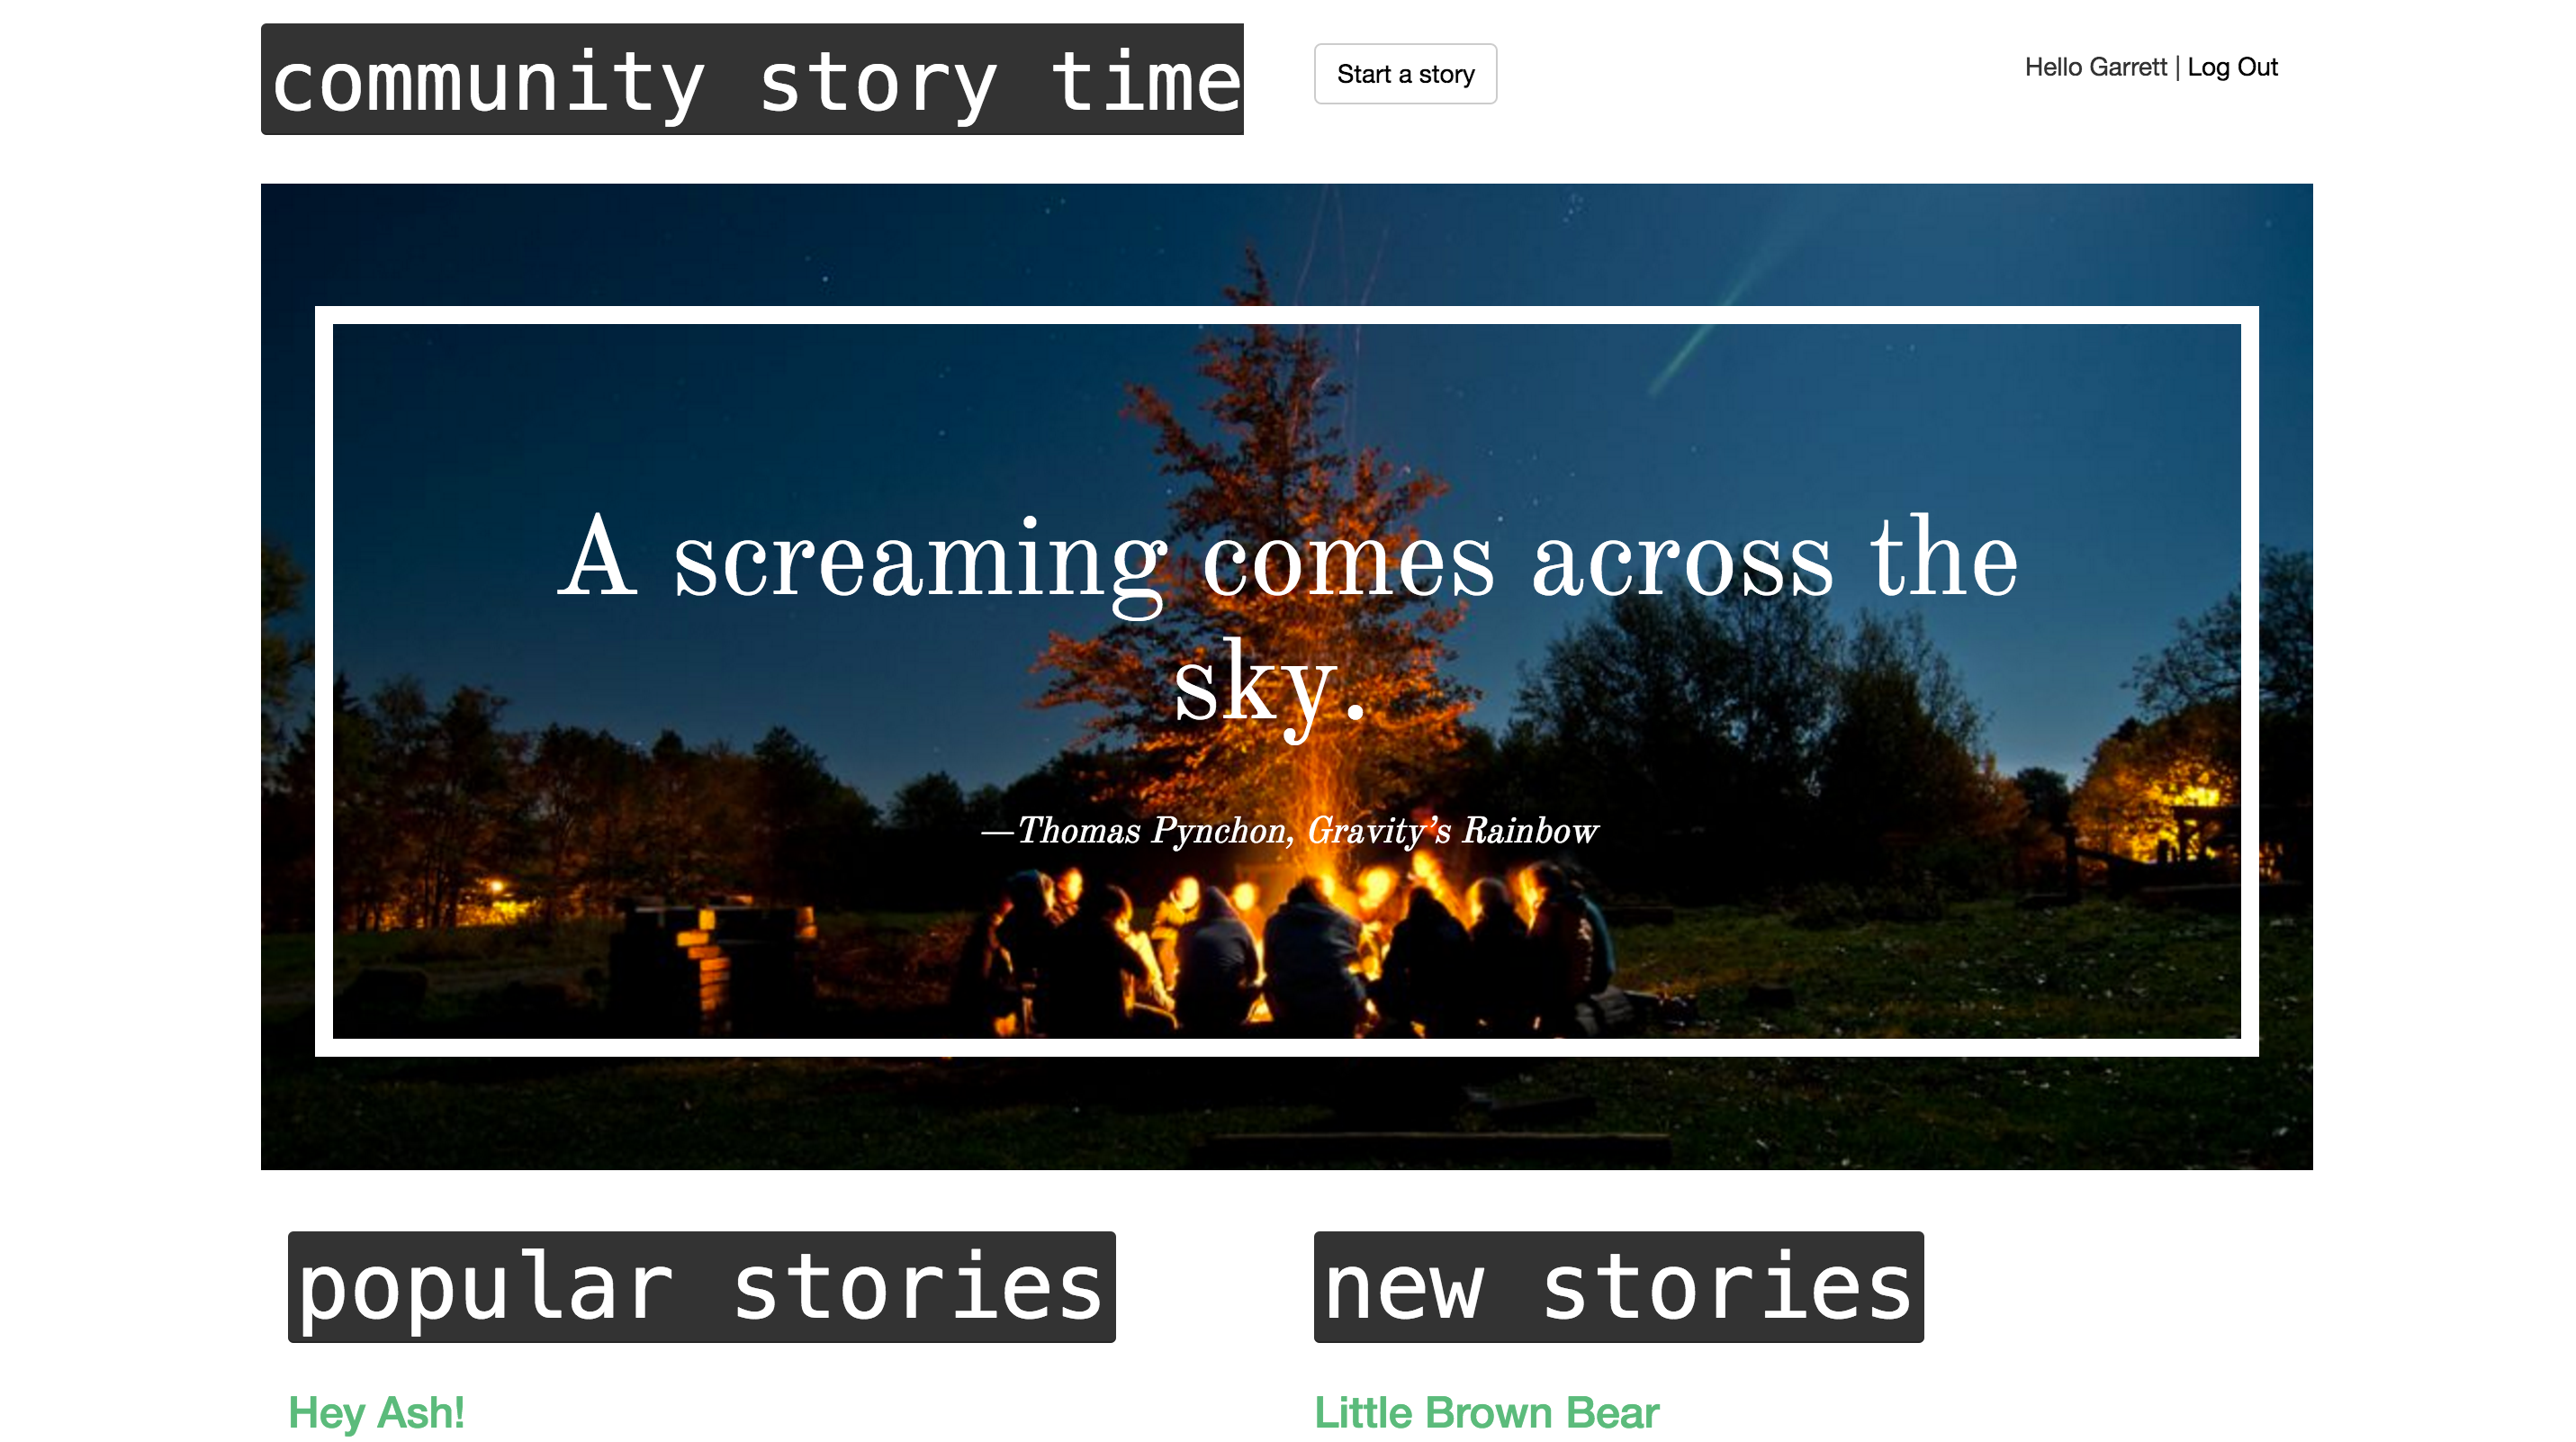 community story time
Start a story
Hello Garrett | Log Out
A screaming comes across the
sky.
—Thomas Pynchon, Gravity’s Rainbow
popular stories
new stories
Hey Ash!
Little Brown Bear